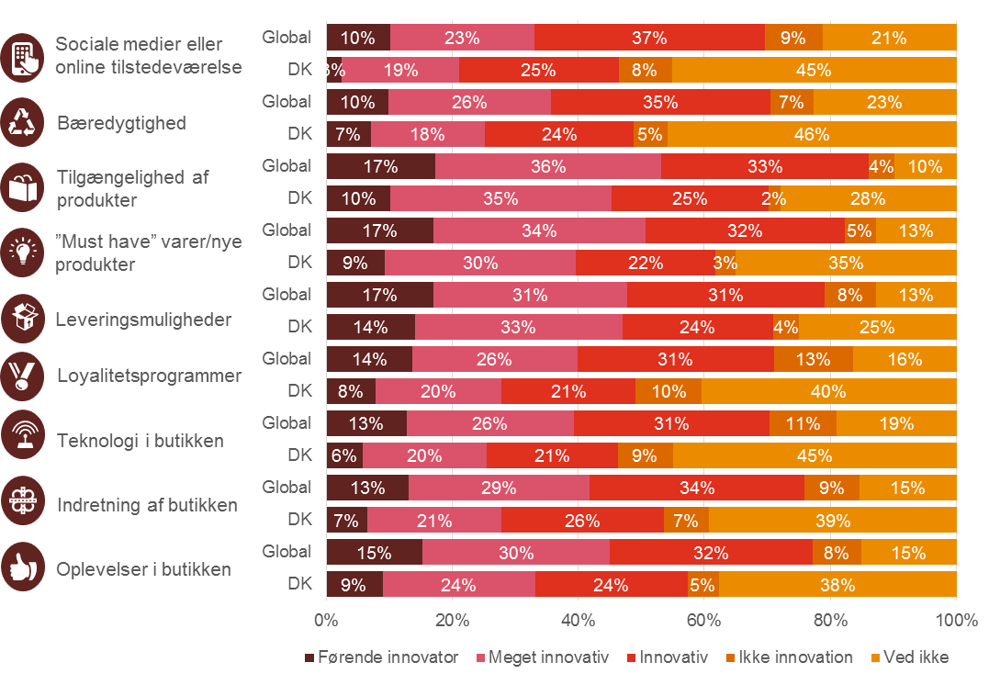 Sociale medier eller
online tilstedeværelse
Global 10% 23% 37% 9% 21%
DK 3% 19% 25% 8% 45%
Bæredygtighed
Global 10% 26% 35% 7% 23%
DK 7% 18% 24% 5% 46%
Tilgængelighed af
produkter
Global 17% 36% 33% 4% 10%
DK 10% 35% 25% 2% 28%
”Must have” varer/nye
produkter
Global 17% 34% 32% 5% 13%
DK 9% 30% 22% 3% 35%
Leveringsmuligheder
Global 17% 31% 31% 8% 13%
DK 14% 33% 24% 4% 25%
Loyalitetsprogrammer
Global 14% 26% 31% 13% 16%
DK 8% 20% 21% 10% 40%
Teknologi i butikken
Global 13% 26% 31% 11% 19%
DK 6% 20% 21% 9% 45%
Indretning af butikken
Global 13% 29% 34% 9% 15%
DK 7% 21% 26% 7% 39%
Oplevelser i butikken
Global 15% 30% 32% 8% 15%
DK 9% 24% 24% 5% 38%
0% 20% 40% 60% 80% 100%
Førende innovator Meget innovativ Innovativ Ikke innovation Ved ikke